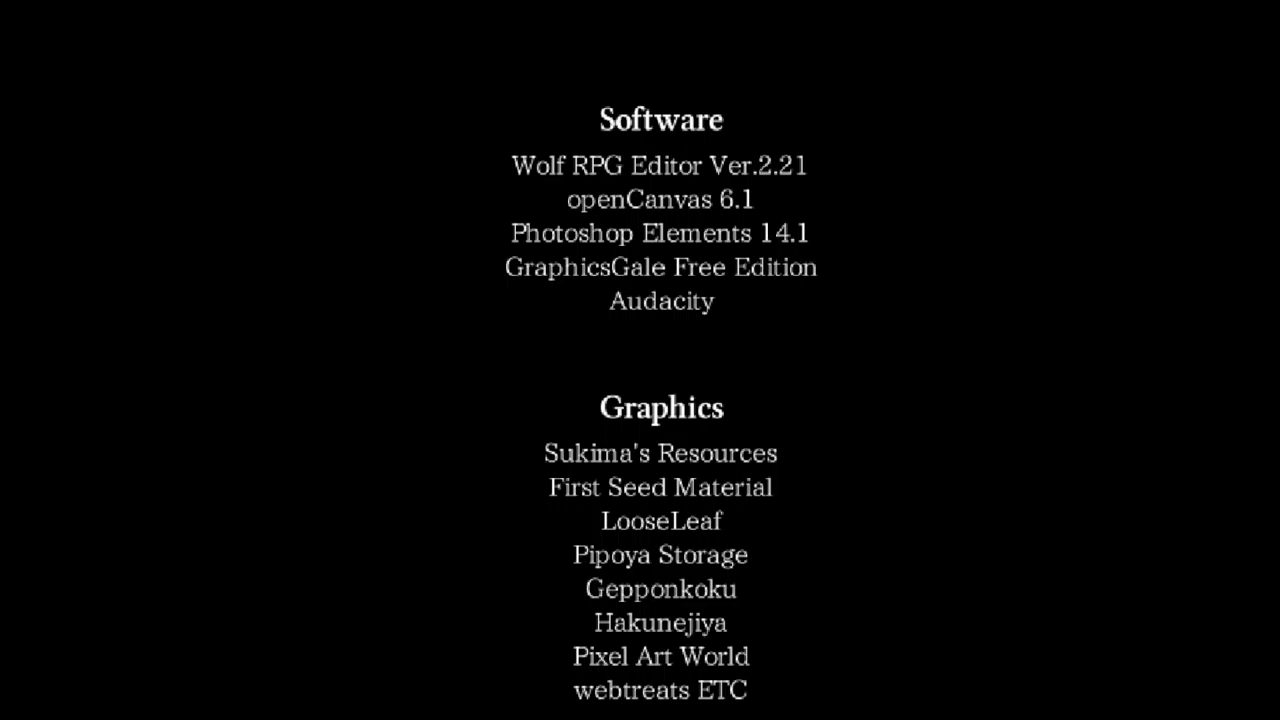 Software
Wolf RPG Editor Ver.2.21
openCanvas 6.1
Photoshop Elements 14.1
GraphicsGale Free Edition
Audacity
Graphics
Sukima's Resources
First Seed Material
LooseLeaf
Pipoya Storage
Gepponkoku
Hakunejiya
Pixel Art World
webtreats ETC